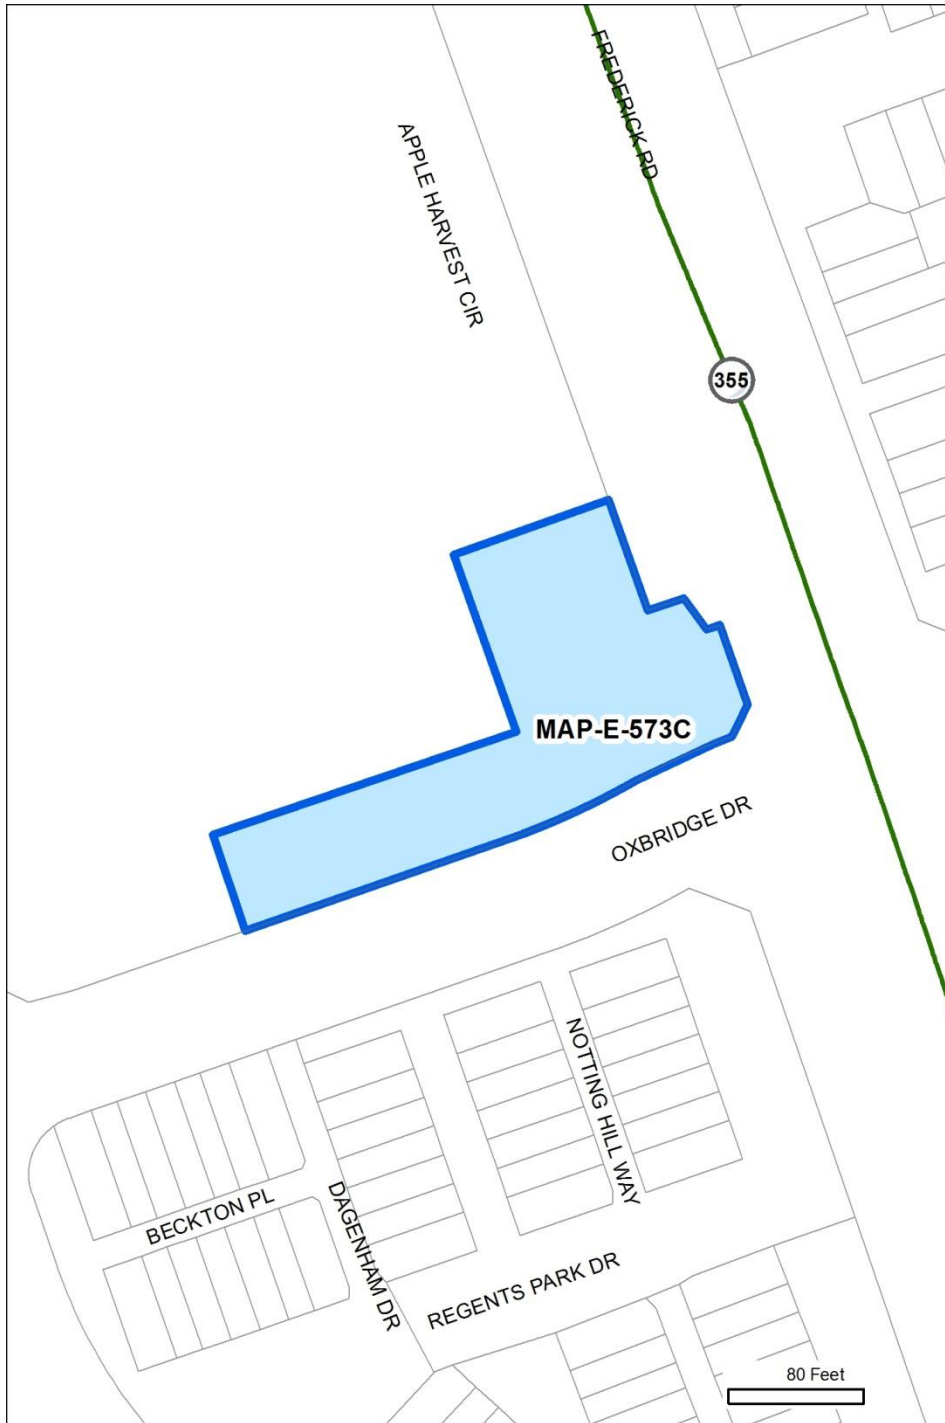 FREDERICK RD
APPLE HARVEST CIR
355
MAP-E-573C
OXBRIDGE DR
NOTTING HILL WAY
BECKTON PL
DAGENHAM DR
REGENTS PARK DR
80 Feet